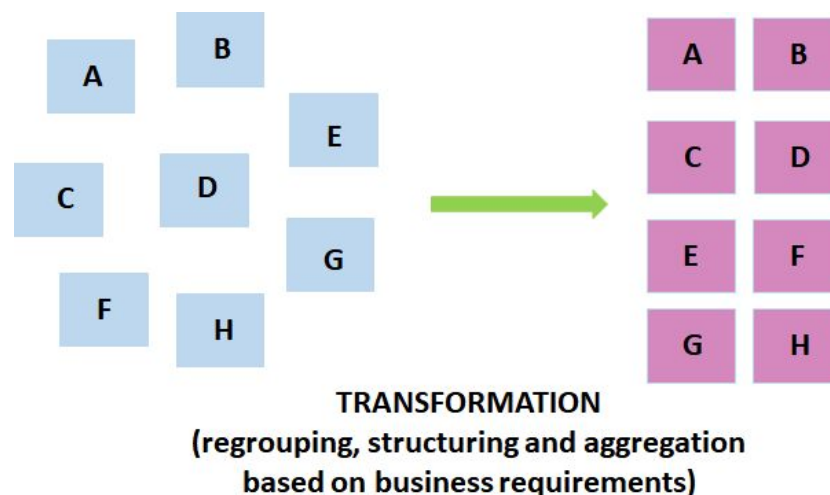 B
A
E
C
D
G
F
H
A B
C D
E F
G H
TRANSFORMATION
(regrouping, structuring and aggregation
based on business requirements)